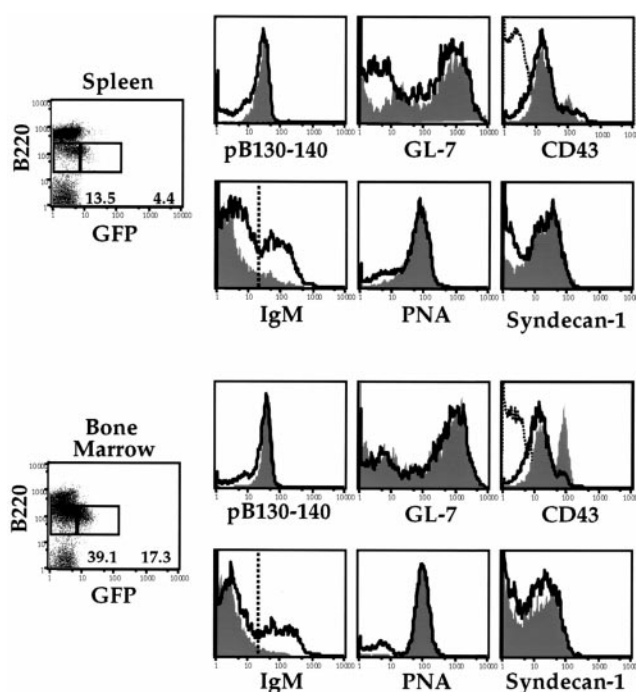 Spleen
B220
13.5 4.4
GFP
pB130-140
GL-7
CD43
IgM
PNA
Syndecan-1
Bone
Marrow
B220
39.1 17.3
GFP
pB130-140
GL-7
CD43
IgM
PNA
Syndecan-1